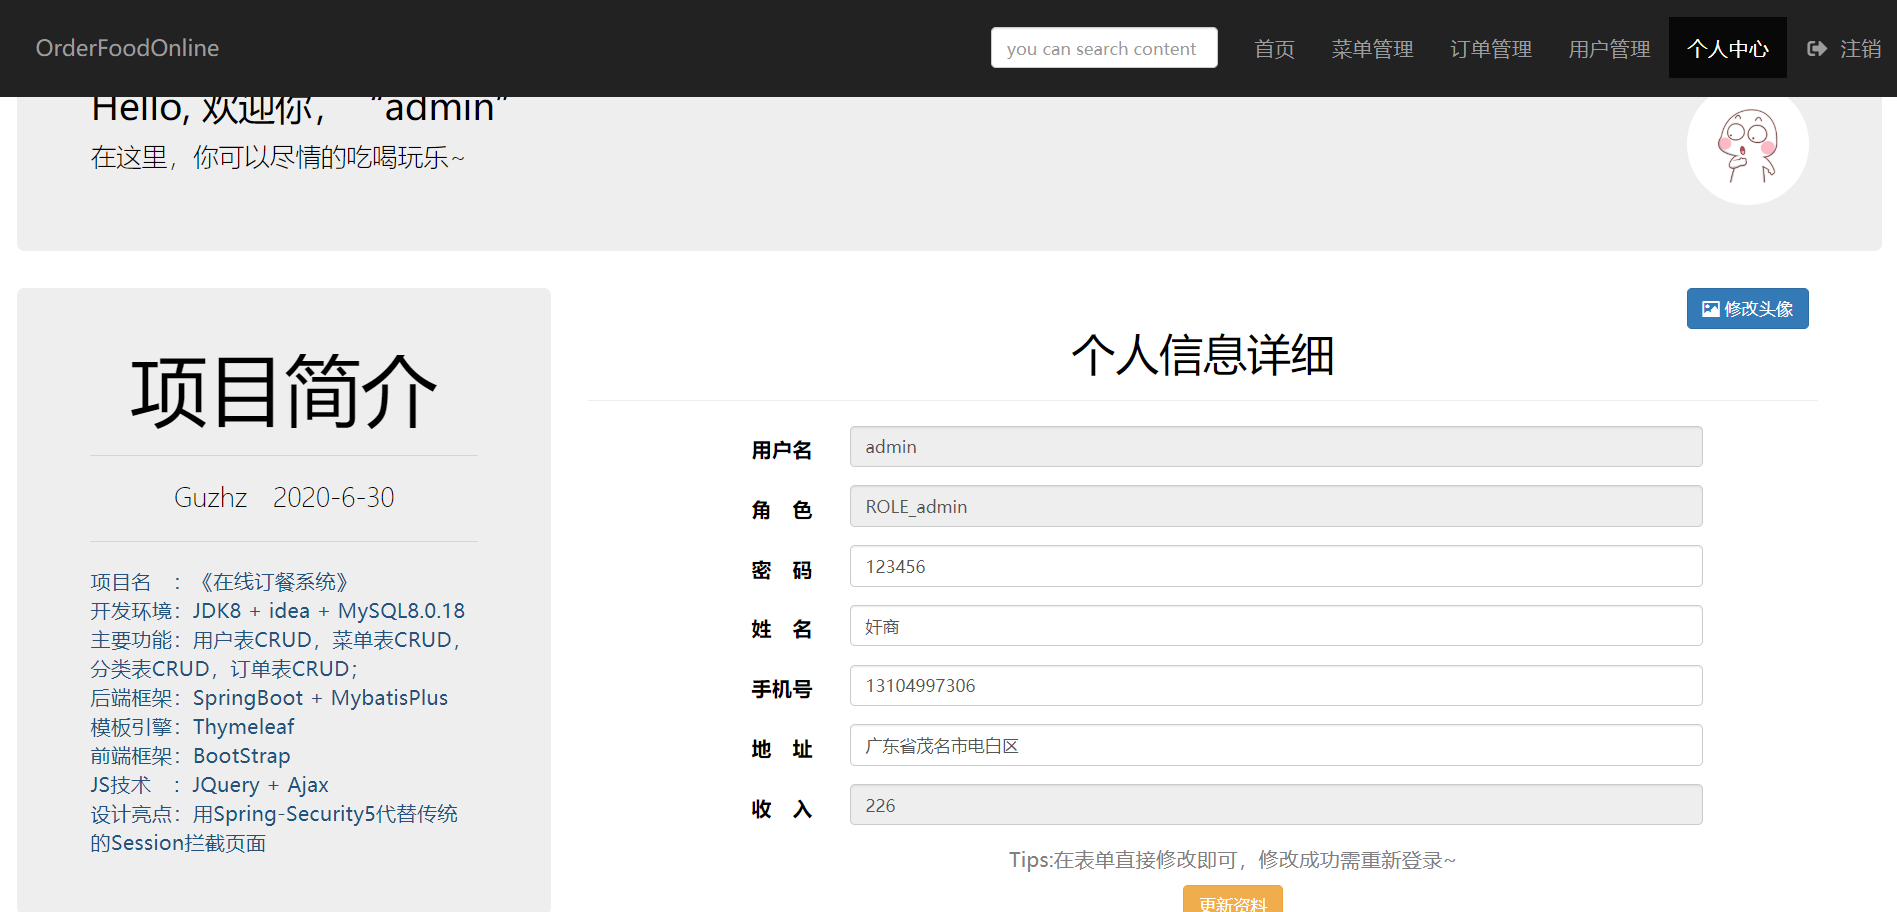 OrderFoodOnline
you can search content
首页
菜单管理
订单管理
用户管理
个人中心
注销
Hello, 欢迎你， "admin"
在这里，你可以尽情的吃喝玩乐~
修改头像
项目简介
Guzhz 2020-6-30
项目名 ：《在线订餐系统》
开发环境：JDK8 + idea + MySQL8.0.18
主要功能：用户表CRUD，菜单表CRUD，
分类表CRUD，订单表CRUD；
后端框架：SpringBoot + MybatisPlus
模板引擎：Thymeleaf
前端框架：BootStrap
JS技术 ：JQuery + Ajax
设计亮点：用Spring-Security5代替传统
的Session拦截页面
个人信息详细
用户名 admin
角 色 ROLE_admin
密 码 123456
姓 名 奸商
手机号 13104997306
地 址 广东省茂名市电白区
收 入 226
Tips:在表单直接修改即可，修改成功需重新登录~
更新资料